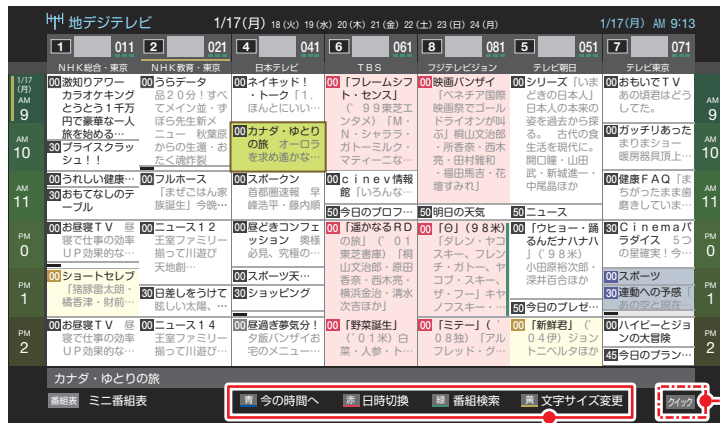 地デジテレビ 1/17(月) 18(火) 19(水) 20(木) 21(金) 22(土) 23(日) 24(月) 1/17(月) AM 9:13
1 011 2 021 4 041 6 061 8 081 5 051 7 071
NHK総合・東京 NHK教育・東京 日本テレビ TBS フジテレビジョン テレビ朝日 テレビ東京
1/17
(月)
AM
9
AM
10
AM
11
PM
0
PM
1
PM
2
00 激知りアワー
カラオケキング
とうとう1千万
円で豪華な一人
旅を始める…
30 プライスクラッ
シュ！！
00 うれしい健康…
30 おもてなしのテ
ーブル
00 お昼寝TV 昼
寝で仕事の効率
UP効果的な…
00 ショートセレブ
「猪豚雷太郎・
橘香津・財前…
00 お昼寝TV 昼
寝で仕事の効率
UP効果的な…
00 うらデータ
品20分！すべ
てメイン並・ず
ぼら先生新メ
ニュー 秋葉原
からの生還・お
たく魂炸裂
00 フルホース
「まぜごはん家
族誕生」今晩…
00 ニュース12
王室ファミリー
揃って川遊び…
天地創…
30 日差しをうけて
眩しい太陽、…
00 ニュース14
王室ファミリー
揃って川遊び…
00 ネイキッド！
・トーク「1．
ほんとにいい…
00 カナダ・ゆとり
の旅 オーロラ
を求め遥かな…
00 スポークン
首都圏速報 早
峰浩平・藤内順
00 昼どきコンフェ
ッション 奥様
必見、究極の…
00 スポーツ天…
30 ショッピング
00 昼過ぎ夢気分！
夕飯バンザイお
宅のメニュー…
00 「フレームシフ
ト・センス」
（'99東芝エ
ンタメ）「M・
N・シャララ・
ガトーミルク・
マティーニな…
00 cinev情報
館「いろんな…
50 今日のプロフ…
00 「遥かなるRD
の旅」（'01
東芝書庫）「桐
山文治郎・原田
香奈・西木亮・
横浜金治・清水
次吉ほか」
00 「野菜誕生」
（'01米）白
菜・人参・ト…
00 映画バンザイ
「ベネチア国際
映画祭でゴール
ドライオンが叫
ぶ」桐山文治郎
・所香奈・西木
亮・田村雅和
・福田馬吉・花
壇すみれ」
50 明日の天気
00 「Θ」（98米）
「ダレン・ヤコ
スキー、フレン
チ・ガトー、ヤ
コブ・スキー、
ザ・フー」キヤ
ノフスキー・…
00 「ミテー」（'
08独）「アル
フレッド・グ…
00 シリーズ「いま
どきの日本人」
日本人の本来の
姿を過去から探
る。 古代の食
生活を現代に。
開口瞳・山田
武・新城進一・
中尾晶ほか
50 ニュース
00 「ウヒョー・踊
るんだナハナハ
」（'98米）
小田原裕次郎・
深井百合ほか
50 今日のプレゼ…
00 「新鮮君」（'
04伊）ジョン
トニベルタほか
00 おもいでTV
あの頃君はどう
してた。
00 ガッチリあった
まりまショー
暖房器具頂上…
00 健康FAQ「ま
ちがったまま歯
磨きしていま…
30 Cinemaパ
ラダイス 5つ
の星確実！今…
00 スポーツ
30 連動への予感「
あの空と現在…
00 ハイビーとジョ
ンの大冒険
45 今日のプラン…
AM
9
AM
10
AM
11
PM
0
PM
1
PM
2
カナダ・ゆとりの旅
番組表 ミニ番組表 青 今の時間へ 赤 日時切換 緑 番組検索 黄 文字サイズ変更 クイック